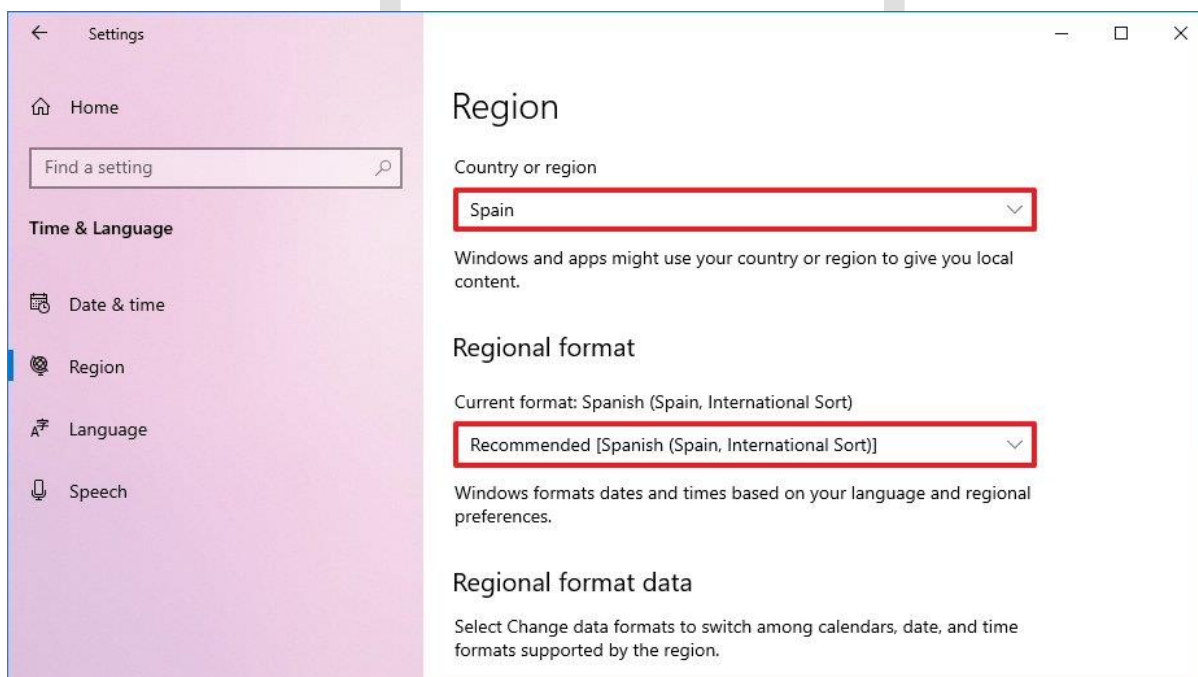 Settings
Home
Find a setting
Time & Language
Date & time
Region
Language
Speech
Region
Country or region
Spain
Windows and apps might use your country or region to give you local
content.
Regional format
Current format: Spanish (Spain, International Sort)
Recommended [Spanish (Spain, International Sort)]
Windows formats dates and times based on your language and regional
preferences.
Regional format data
Select Change data formats to switch among calendars, date, and time
formats supported by the region.